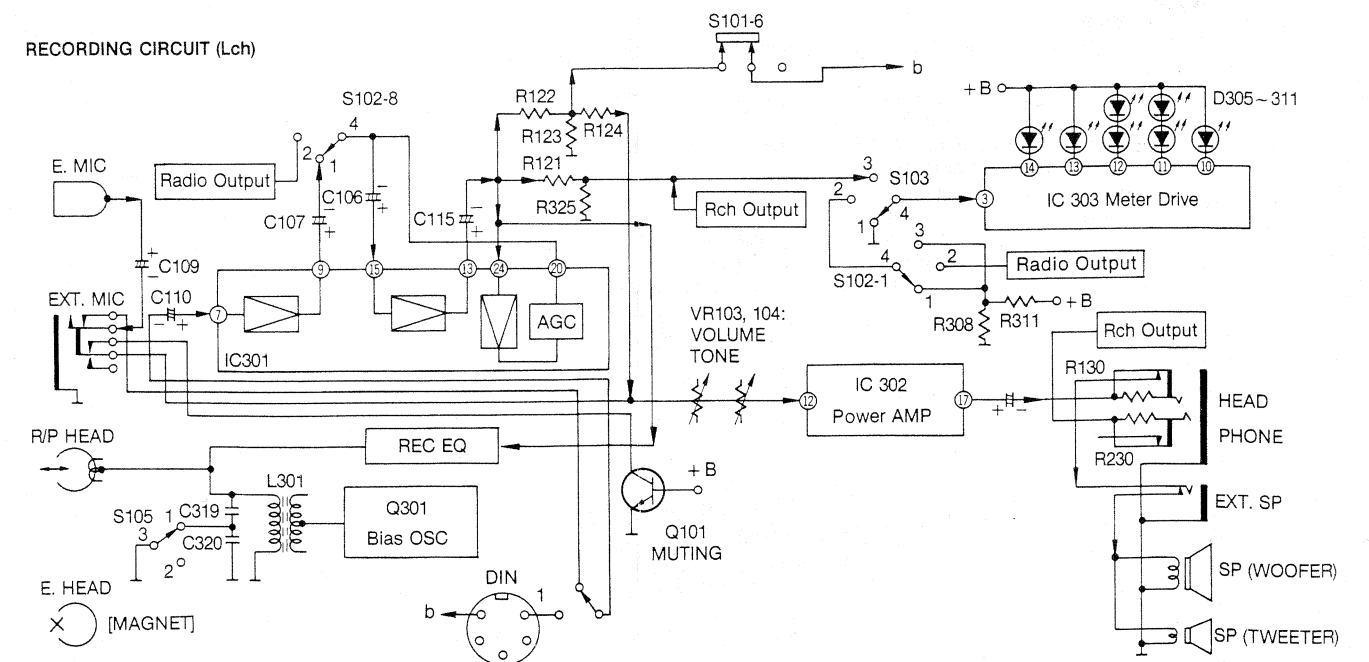 RECORDING CIRCUIT (Lch)
S101-6
b
E. MIC
Radio Output
S102-8
4
2
1
R122
R123
R124
R121
R325
+B
D305~311
14
13
12
11
10
3
IC 303 Meter Drive
3
S103
2
4
1
Rch Output
C107
-
+
C106
-
+
C115
-
+
+
-
C109
9
15
13
24
20
3
4
2
Radio Output
S102-1
1
EXT. MIC
C110
-
+
7
AGC
IC301
VR103, 104:
VOLUME
TONE
R308
R311
+B
Rch Output
R130
12
IC 302
Power AMP
17
+
-
HEAD
PHONE
R230
R/P HEAD
REC EQ
+B
EXT. SP
L301
S105
1
3
2
C319
C320
Q301
Bias OSC
Q101
MUTING
DIN
b
1
E. HEAD
[MAGNET]
SP (WOOFER)
SP (TWEETER)